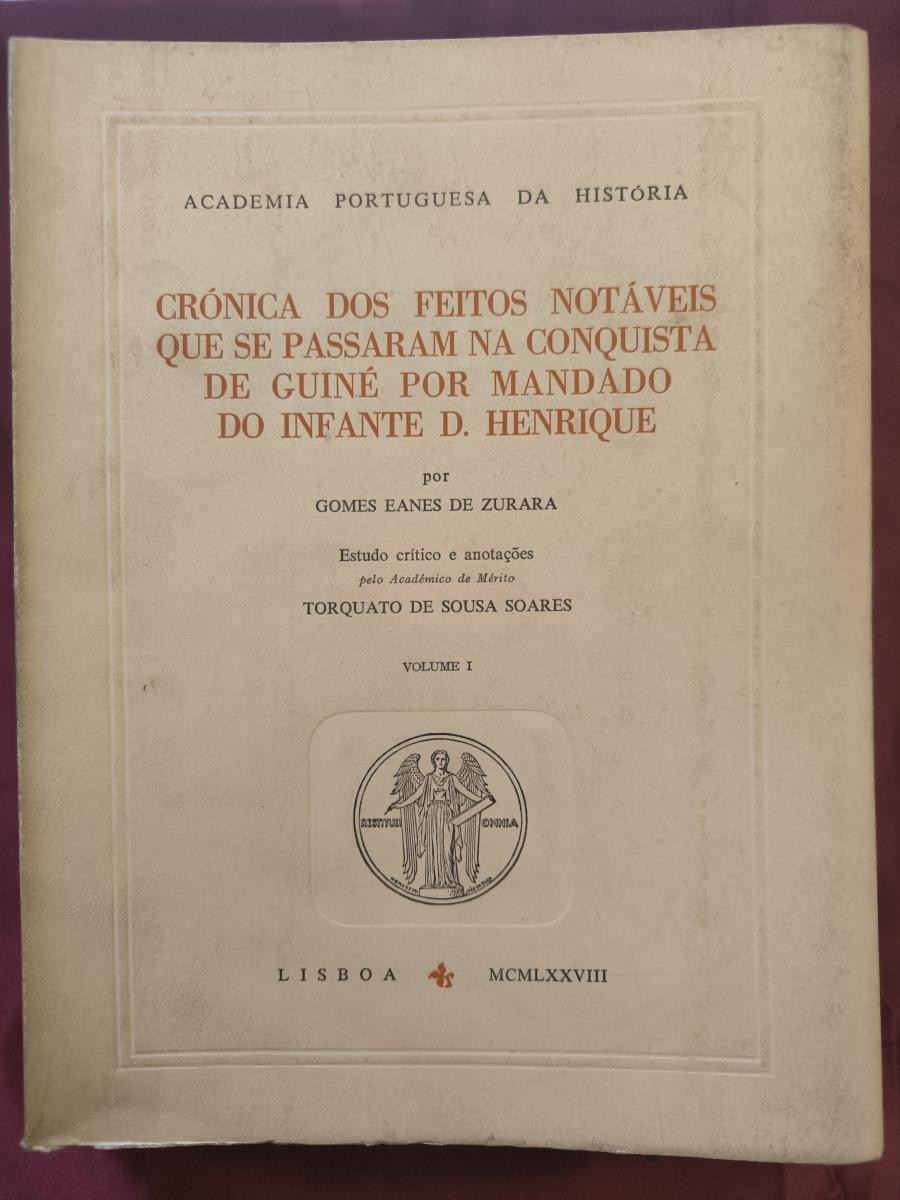 ACADEMIA PORTUGUESA DA HISTÓRIA
CRÓNICA DOS FEITOS NOTÁVEIS
QUE SE PASSARAM NA CONQUISTA
DE GUINÉ POR MANDADO
DO INFANTE D. HENRIQUE
por
GOMES EANES DE ZURARA
Estudo crítico e anotações
pelo Académico de Mérito
TORQUATO DE SOUSA SOARES
VOLUME I
RESTITUET OMNIA
LISBOA MCMLXXVIII